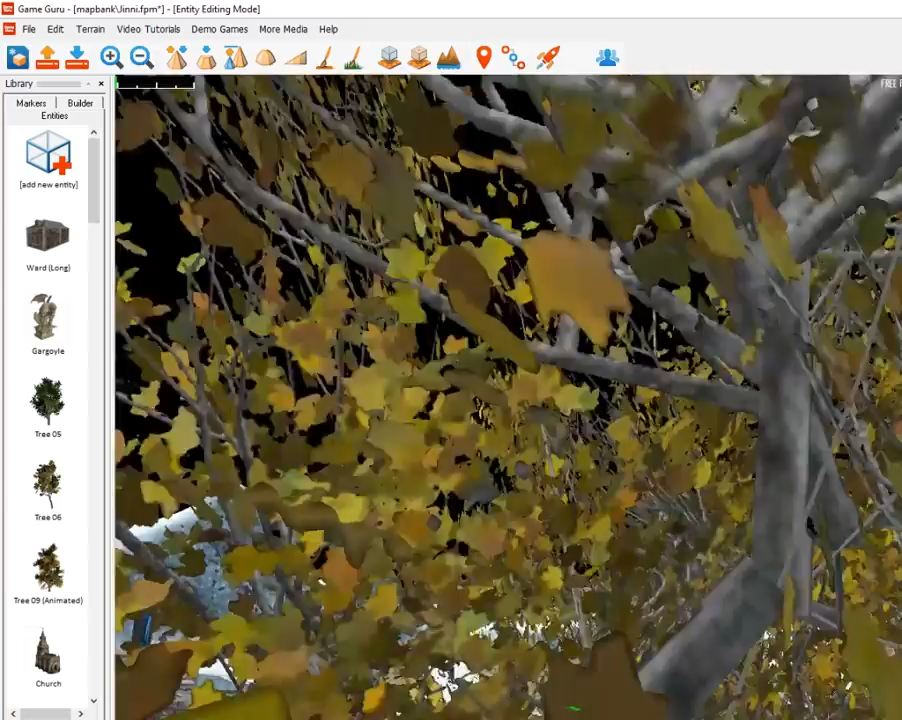 Game Guru - [mapbank\Jinni.fpm*] - [Entity Editing Mode]
File Edit Terrain View Video Tutorials Demo Games More Media Help
Library
Markers Builder
Entities
[add new entity]
Ward (Long)
Gargoyle
Tree 05
Tree 06
Tree 09 (Animated)
Church